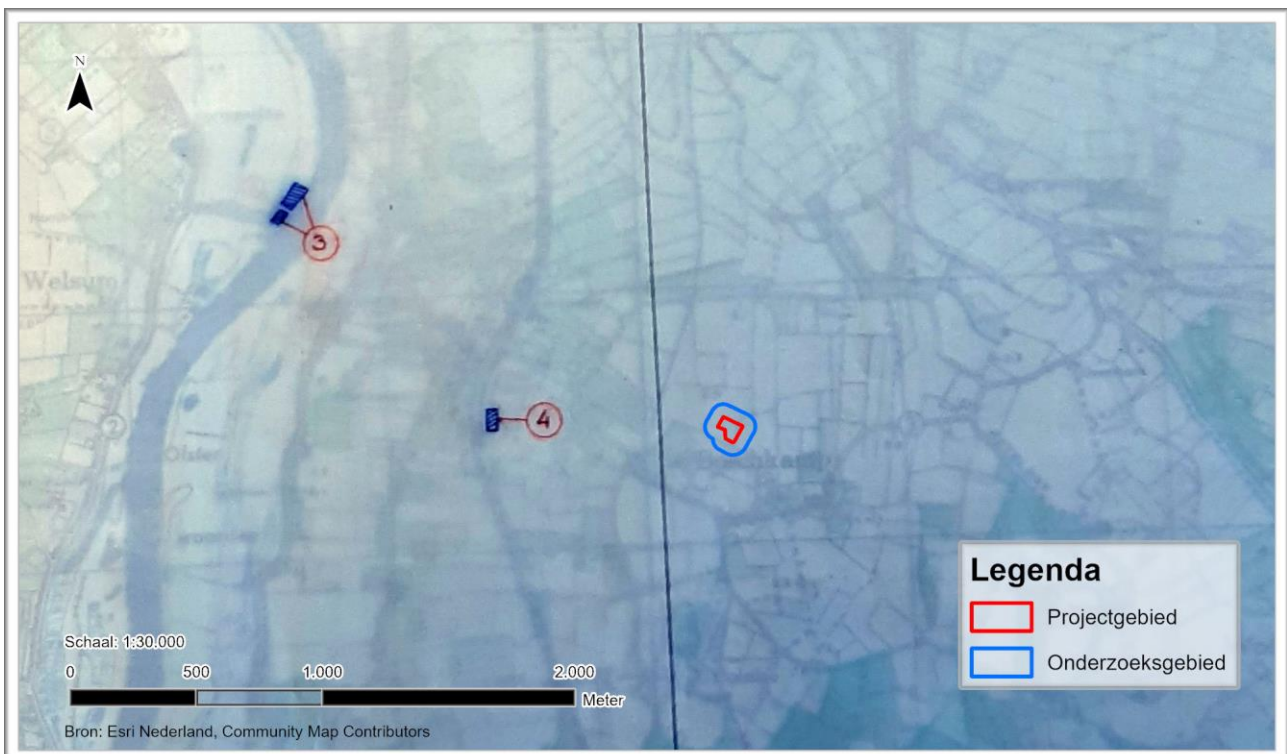 N
3
Welsum
4
2
Legenda
Projectgebied
Onderzoeksgebied
Schaal: 1:30.000
0 500 1.000 2.000
Meter
Bron: Esri Nederland, Community Map Contributors